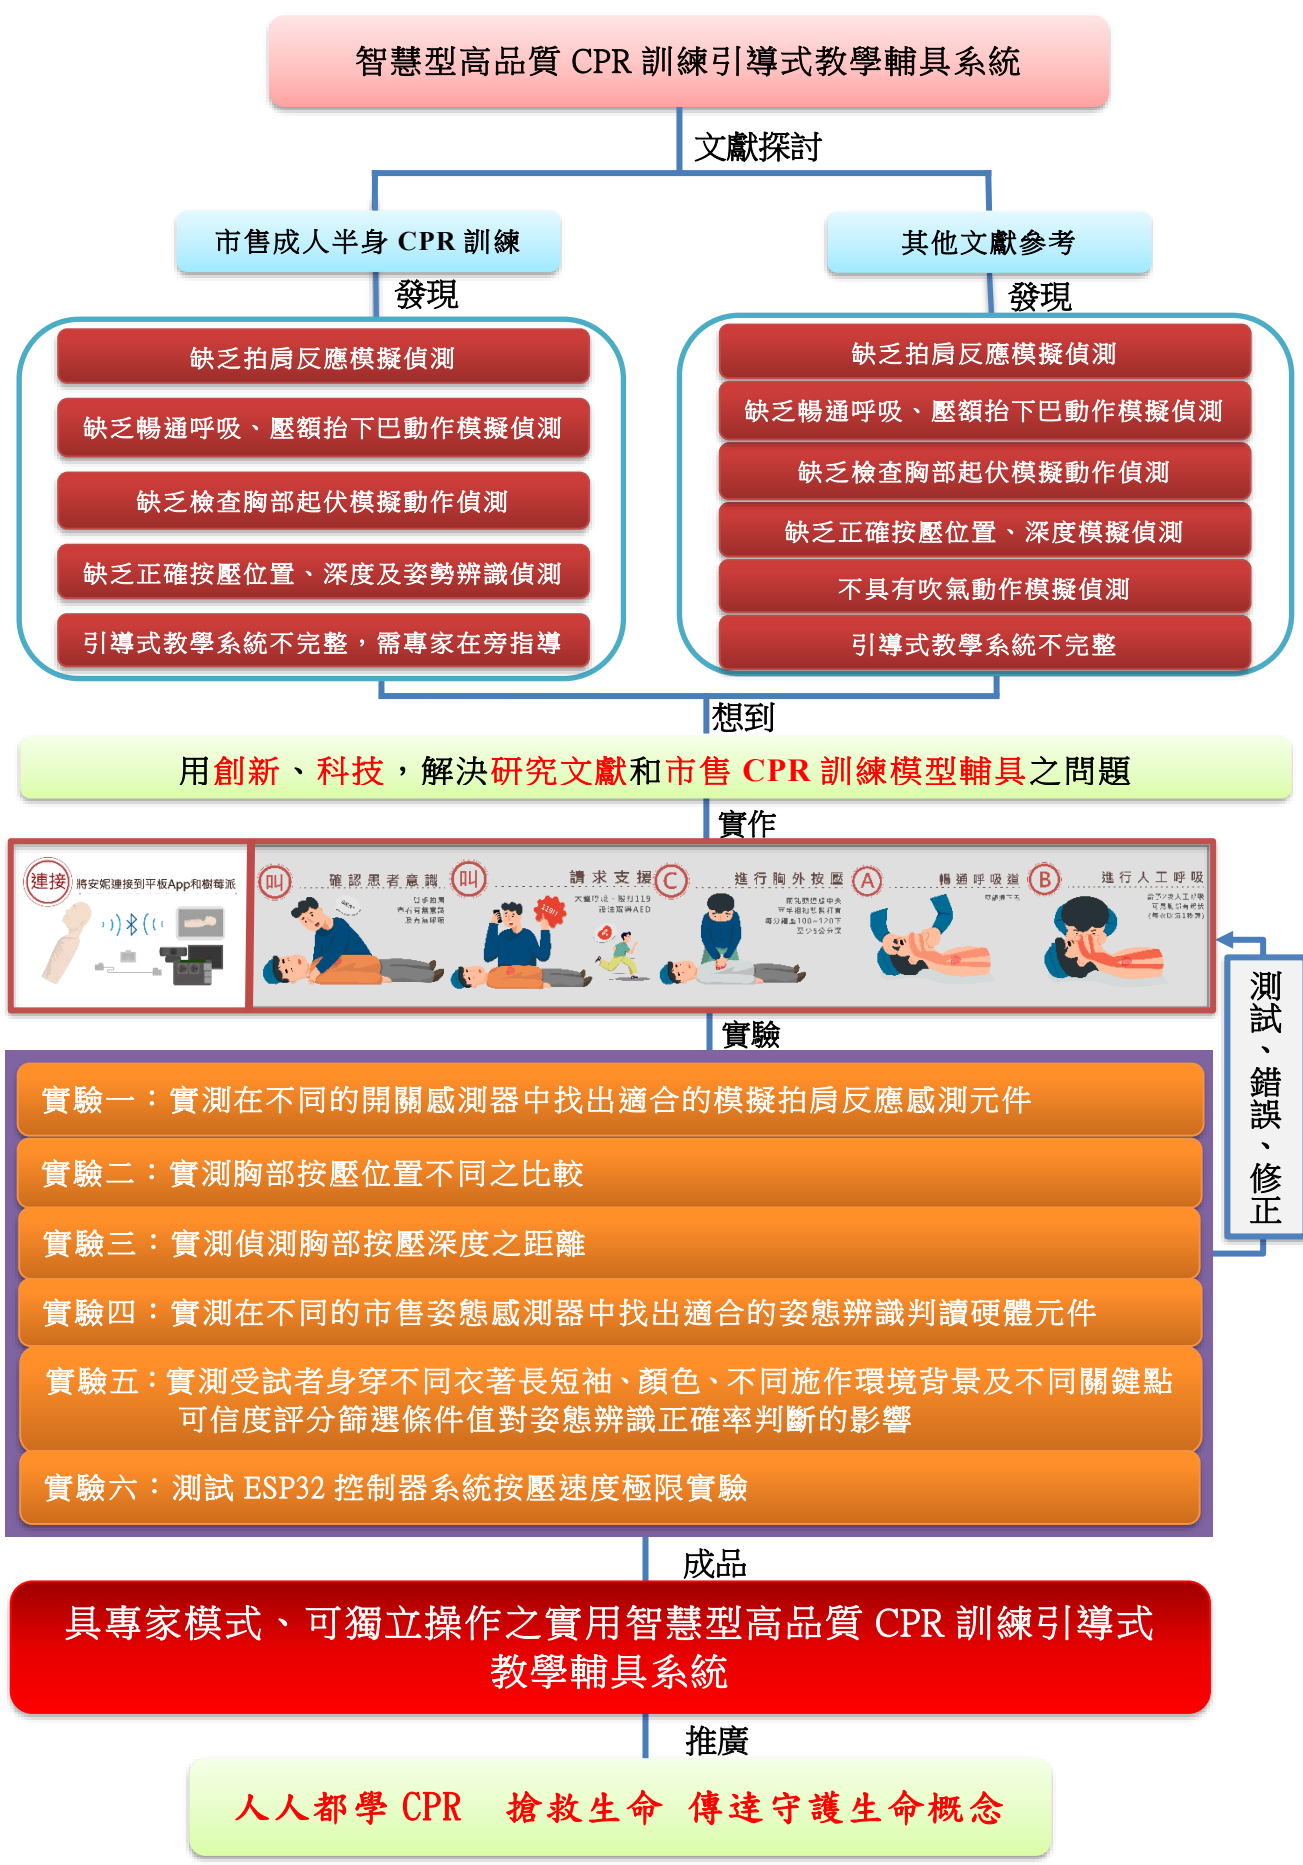 智慧型高品質 CPR 訓練引導式教學輔具系統
文獻探討
市售成人半身 CPR 訓練
其他文獻參考
發現
發現
缺乏拍肩反應模擬偵測
缺乏暢通呼吸、壓額抬下巴動作模擬偵測
缺乏檢查胸部起伏模擬動作偵測
缺乏正確按壓位置、深度及姿勢辨識偵測
引導式教學系統不完整，需專家在旁指導
缺乏拍肩反應模擬偵測
缺乏暢通呼吸、壓額抬下巴動作模擬偵測
缺乏檢查胸部起伏模擬動作偵測
缺乏正確按壓位置、深度模擬偵測
不具有吹氣動作模擬偵測
引導式教學系統不完整
想到
用創新、科技，解決研究文獻和市售 CPR 訓練模型輔具之問題
實作
連接
將安妮連接到平板App和樹莓派
叫
確認患者意識
叫
請求支援
119!!
C
進行胸外按壓
每分鐘100~120下
至少5公分深
A
暢通呼吸道
B
進行人工呼吸
實驗
實驗一：實測在不同的開關感測器中找出適合的模擬拍肩反應感測元件
實驗二：實測胸部按壓位置不同之比較
實驗三：實測偵測胸部按壓深度之距離
實驗四：實測在不同的市售姿態感測器中找出適合的姿態辨識判讀硬體元件
實驗五：實測受試者身穿不同衣著長短袖、顏色、不同施作環境背景及不同關鍵點
可信度評分篩選條件值對姿態辨識正確率判斷的影響
實驗六：測試 ESP32 控制器系統按壓速度極限實驗
測試、錯誤、修正
成品
具專家模式、可獨立操作之實用智慧型高品質 CPR 訓練引導式
教學輔具系統
推廣
人人都學 CPR 搶救生命 傳達守護生命概念